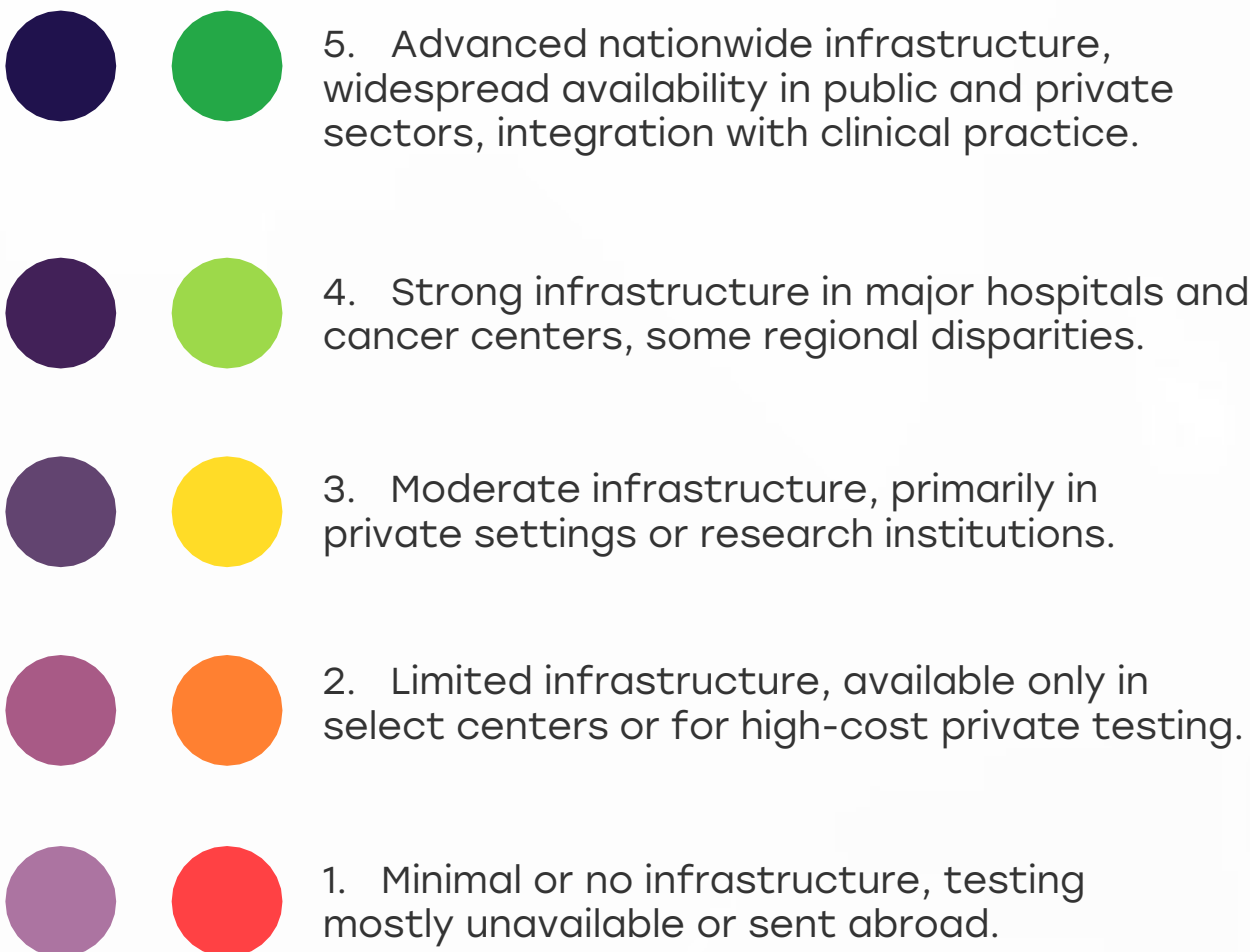 5. Advanced nationwide infrastructure,
widespread availability in public and private
sectors, integration with clinical practice.
4. Strong infrastructure in major hospitals and
cancer centers, some regional disparities.
3. Moderate infrastructure, primarily in
private settings or research institutions.
2. Limited infrastructure, available only in
select centers or for high-cost private testing.
1. Minimal or no infrastructure, testing
mostly unavailable or sent abroad.